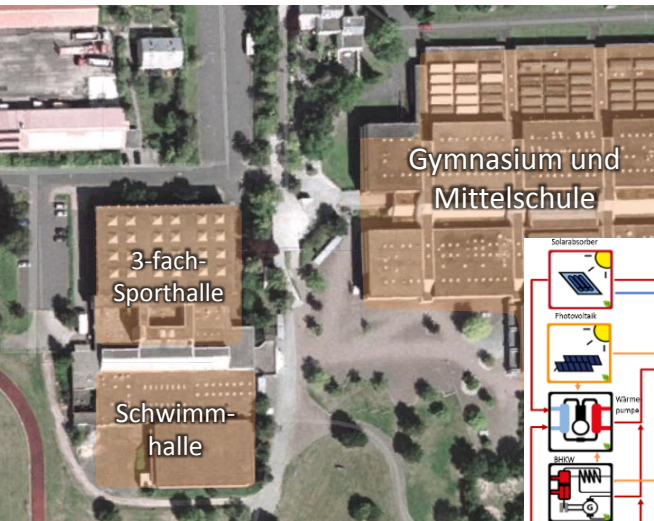 Gymnasium und
Mittelschule
3-fach-
Sporthalle
Schwimm-
halle
Solarabsorber
Photovoltaik
Wärme
pumpe
BHKW
G